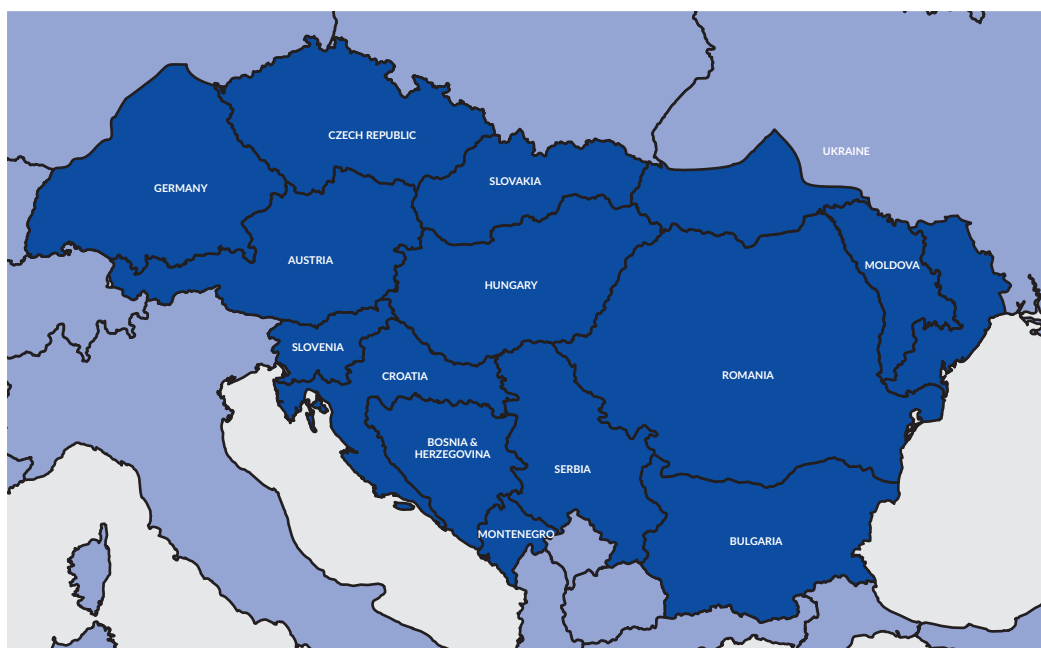 CZECH REPUBLIC
UKRAINE
SLOVAKIA
GERMANY
AUSTRIA
MOLDOVA
HUNGARY
SLOVENIA
CROATIA
ROMANIA
BOSNIA &
HERZEGOVINA
SERBIA
MONTENEGRO
BULGARIA